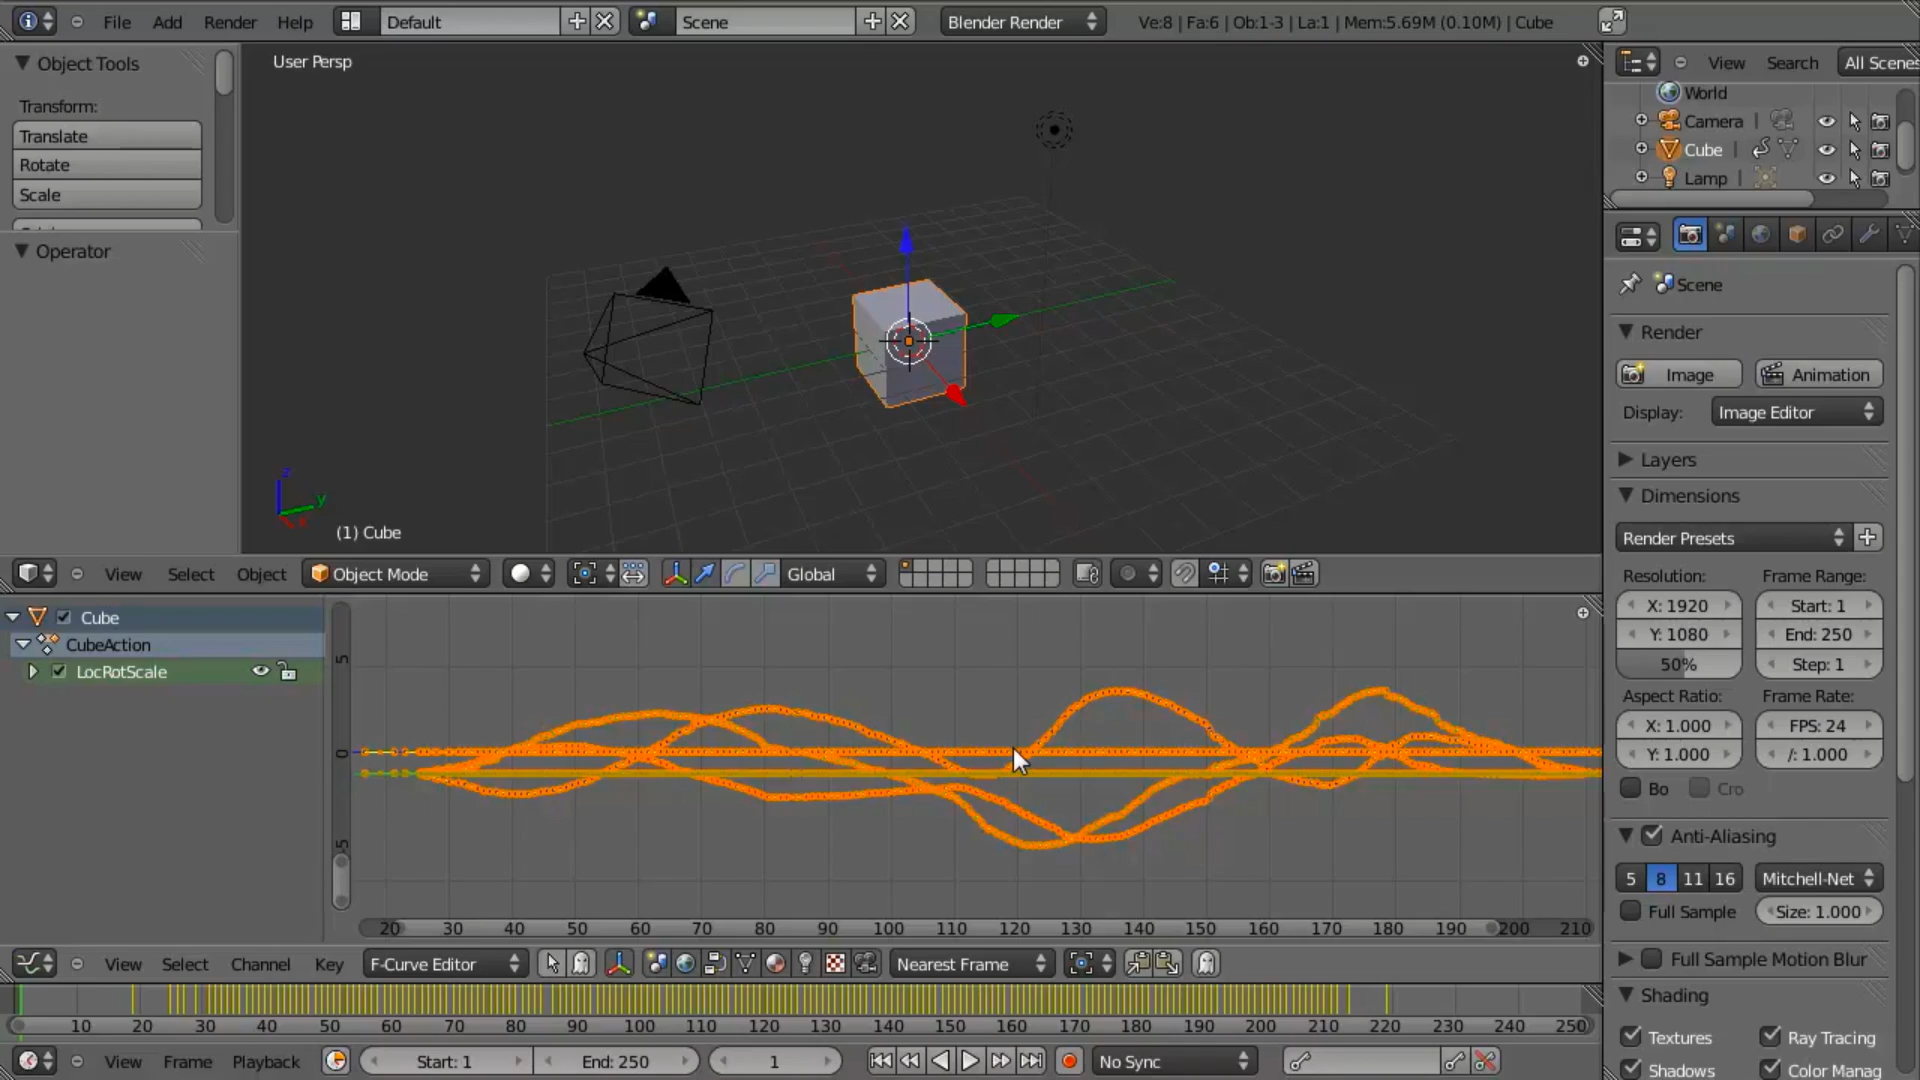 File Add Render Help Default Scene Blender Render Ve:8 | Fa:6 | Ob:1-3 | La:1 | Mem:5.69M (0.10M) | Cube
Object Tools
Transform:
Translate
Rotate
Scale
Operator
User Persp
z
y
x
(1) Cube
View Search All Scenes
World
Camera
Cube
Lamp
Scene
Render
Image Animation
Display: Image Editor
Layers
Dimensions
Render Presets
Resolution: Frame Range:
X: 1920 Start: 1
Y: 1080 End: 250
50% Step: 1
Aspect Ratio: Frame Rate:
X: 1.000 FPS: 24
Y: 1.000 /: 1.000
Bo Cro
Anti-Aliasing
5 8 11 16 Mitchell-Net
Full Sample Size: 1.000
Full Sample Motion Blur
Shading
Textures Ray Tracing
Shadows Color Manag
View Select Object Object Mode Global
Cube
CubeAction
LocRotScale
5
0
-5
20 30 40 50 60 70 80 90 100 110 120 130 140 150 160 170 180 190 200 210
View Select Channel Key F-Curve Editor Nearest Frame
10 20 30 40 50 60 70 80 90 100 110 120 130 140 150 160 170 180 190 200 210 220 230 240 250
View Frame Playback Start: 1 End: 250 1 No Sync